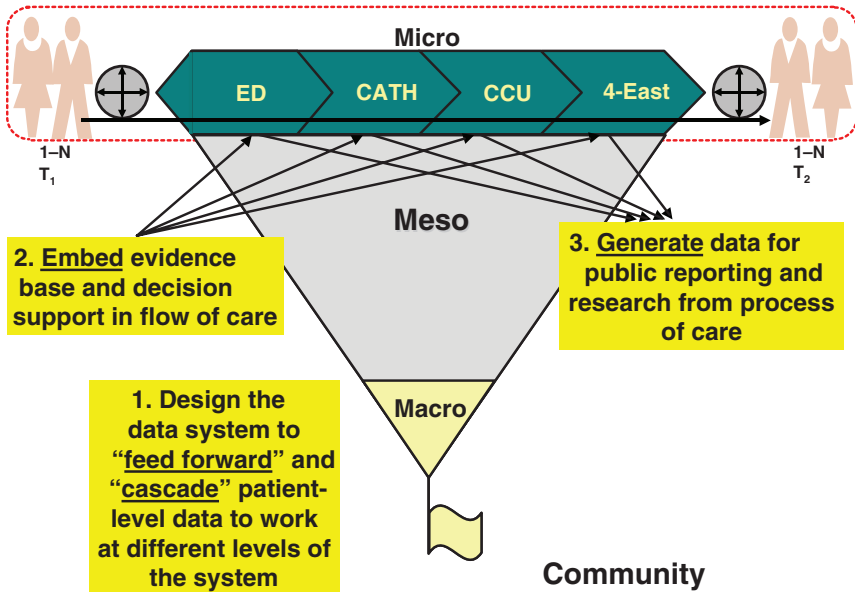 Micro
ED
CATH
CCU
4-East
1–N
T1
1–N
T2
Meso
2. Embed evidence
base and decision
support in flow of care
3. Generate data for
public reporting and
research from process
of care
Macro
1. Design the
data system to
“feed forward” and
“cascade” patient-
level data to work
at different levels of
the system
Community